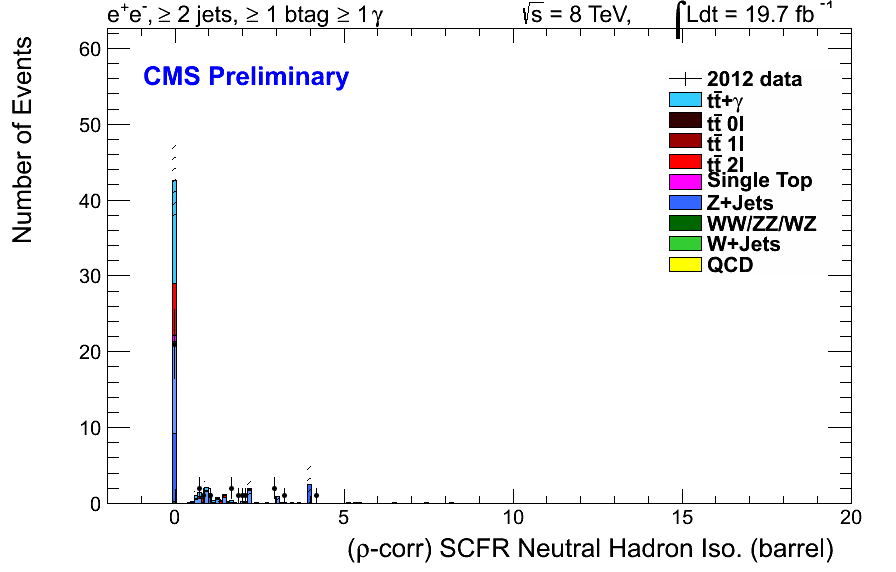 e⁺e⁻, ≥ 2 jets, ≥ 1 btag ≥ 1 γ
√s = 8 TeV, ∫Ldt = 19.7 fb⁻¹
CMS Preliminary
Number of Events
60
50
40
30
20
10
0
2012 data
tt̄+γ
tt̄ 0l
tt̄ 1l
tt̄ 2l
Single Top
Z+Jets
WW/ZZ/WZ
W+Jets
QCD
0 5 10 15 20
(ρ-corr) SCFR Neutral Hadron Iso. (barrel)